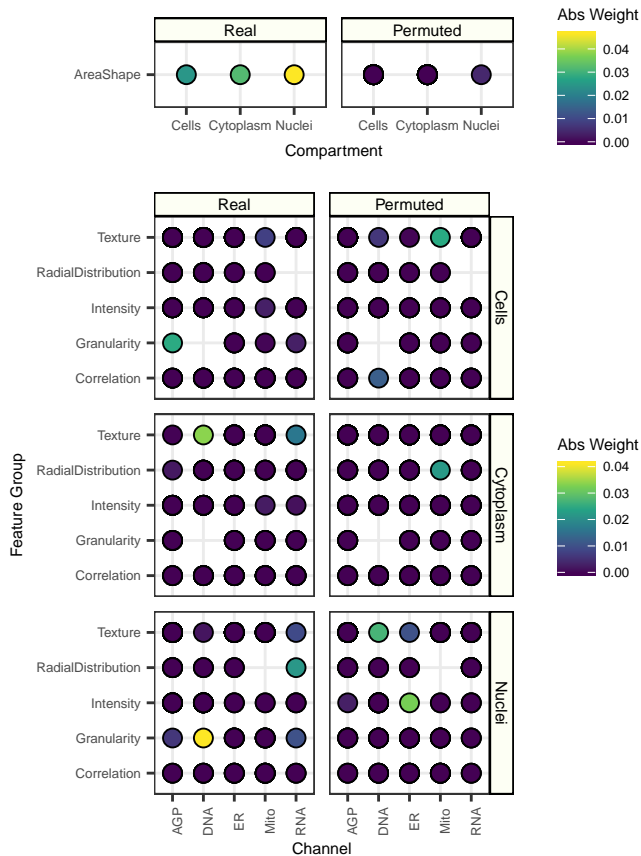 Real
Permuted
AreaShape
Cells
Cytoplasm
Nuclei
Cells
Cytoplasm
Nuclei
Compartment
Abs Weight
0.04
0.03
0.02
0.01
0.00
Real
Permuted
Texture
RadialDistribution
Intensity
Granularity
Correlation
Cells
Texture
RadialDistribution
Intensity
Granularity
Correlation
Cytoplasm
Texture
RadialDistribution
Intensity
Granularity
Correlation
Nuclei
Feature Group
AGP
DNA
ER
Mito
RNA
AGP
DNA
ER
Mito
RNA
Channel
Abs Weight
0.04
0.03
0.02
0.01
0.00